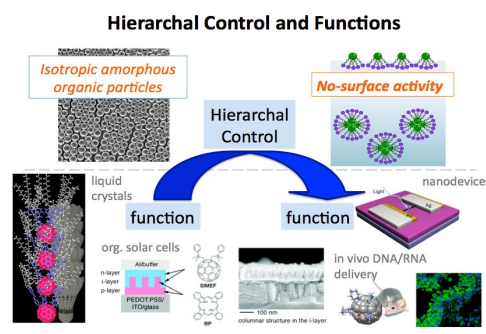 Hierarchal Control and Functions
Isotropic amorphous
organic particles
No-surface activity
Hierarchal
Control
liquid
crystals
function
function
nanodevice
Light
Au
org. solar cells
Al/buffer
n-layer
i-layer
p-layer
PEDOT:PSS/
ITO/glass
SIMEF
BP
100 nm
columnar structure in the i-layer
in vivo DNA/RNA
delivery